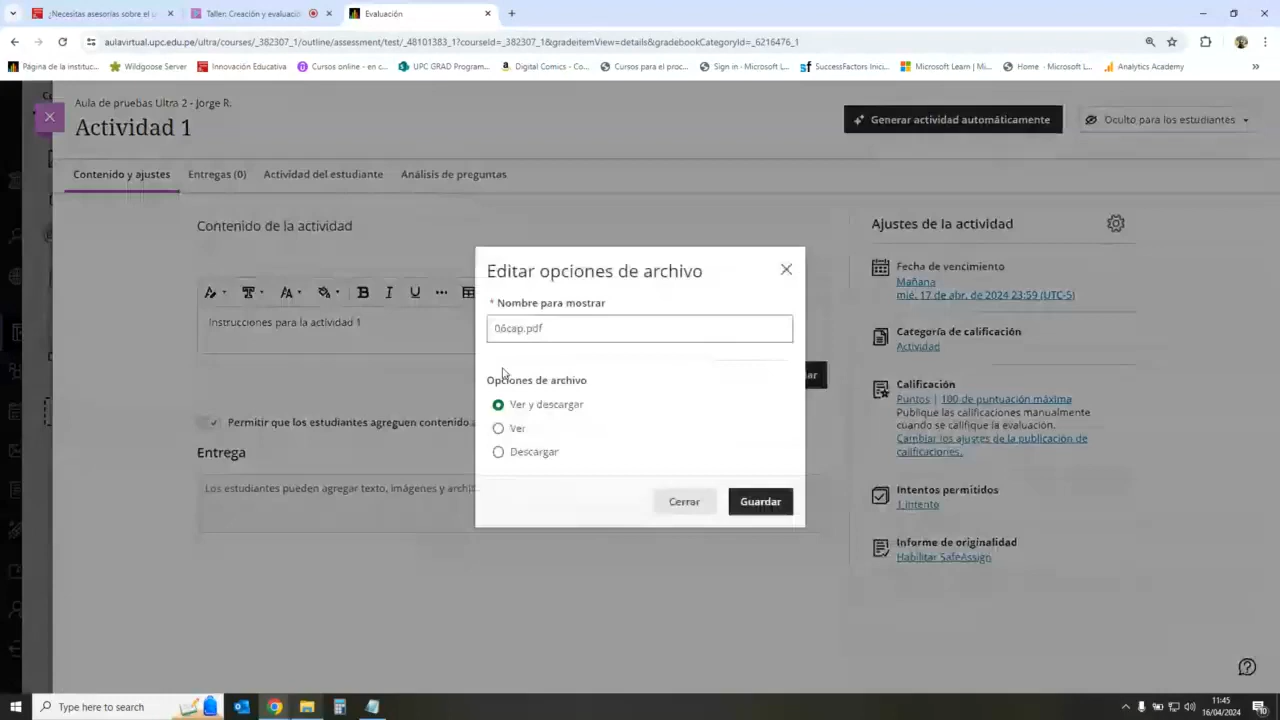 ¿Necesitas asesorías sobre el u
Taller: Creación y evaluació
Evaluación
aulavirtual.upc.edu.pe/ultra/courses/_382307_1/outline/assessment/test/_48101383_1?courseId=_382307_1&gradeitemView=details&gradebookCategoryId=_6216476_1
Página de la instituc...
Wildgoose Server
Innovación Educativa
Cursos online - en c...
UPC GRAD Program...
Digital Comics - Co...
Cursos para el proc...
Sign in - Microsoft L...
SuccessFactors Inici...
Microsoft Learn | Mi...
Home - Microsoft L...
Analytics Academy
Aula de pruebas Ultra 2 - Jorge R.
Actividad 1
Generar actividad automáticamente
Oculto para los estudiantes
Contenido y ajustes
Entregas (0)
Actividad del estudiante
Análisis de preguntas
Contenido de la actividad
Instrucciones para la actividad 1
ar
Permitir que los estudiantes agreguen contenido
Entrega
Los estudiantes pueden agregar texto, imágenes y archi
Editar opciones de archivo
* Nombre para mostrar
06cap.pdf
Opciones de archivo
Ver y descargar
Ver
Descargar
Cerrar
Guardar
Ajustes de la actividad
Fecha de vencimiento
Mañana
mié. 17 de abr. de 2024 23:59 (UTC-5)
Categoría de calificación
Actividad
Calificación
Puntos | 100 de puntuación máxima
Publique las calificaciones manualmente
cuando se califique la evaluación.
Cambiar los ajustes de la publicación de
calificaciones.
Intentos permitidos
1 intento
Informe de originalidad
Habilitar SafeAssign
Type here to search
11:45
16/04/2024